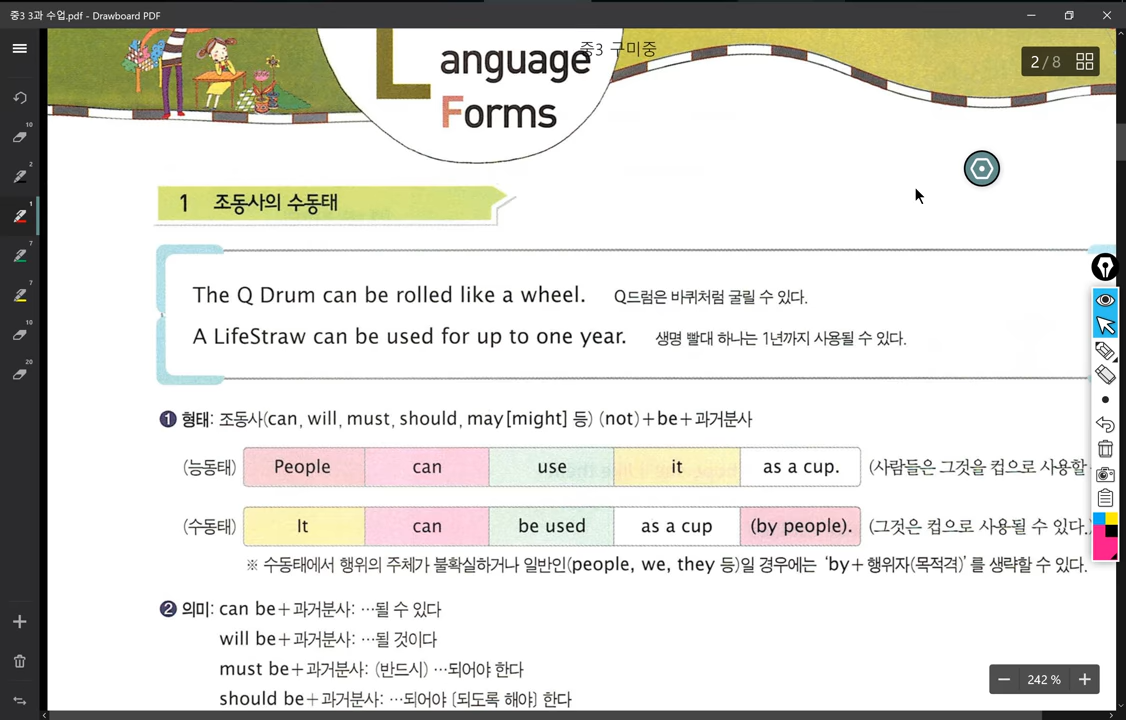 중3 3과 수업.pdf - Drawboard PDF
중3 구미중
Language
Forms
2 / 8
10
2
1
7
7
10
20
1 조동사의 수동태
The Q Drum can be rolled like a wheel. Q드럼은 바퀴처럼 굴릴 수 있다.
A LifeStraw can be used for up to one year. 생명 빨대 하나는 1년까지 사용될 수 있다.
❶ 형태: 조동사(can, will, must, should, may[might] 등) (not)+be+과거분사
(능동태) People can use it as a cup. (사람들은 그것을 컵으로 사용할
(수동태) It can be used as a cup (by people). (그것은 컵으로 사용될 수 있다.)
※ 수동태에서 행위의 주체가 불확실하거나 일반인(people, we, they 등)일 경우에는 ‘by+행위자(목적격)’를 생략할 수 있다.
❷ 의미: can be+과거분사: …될 수 있다
will be+과거분사: …될 것이다
must be+과거분사: (반드시) …되어야 한다
should be+과거분사: …되어야 [되도록 해야] 한다
242 %